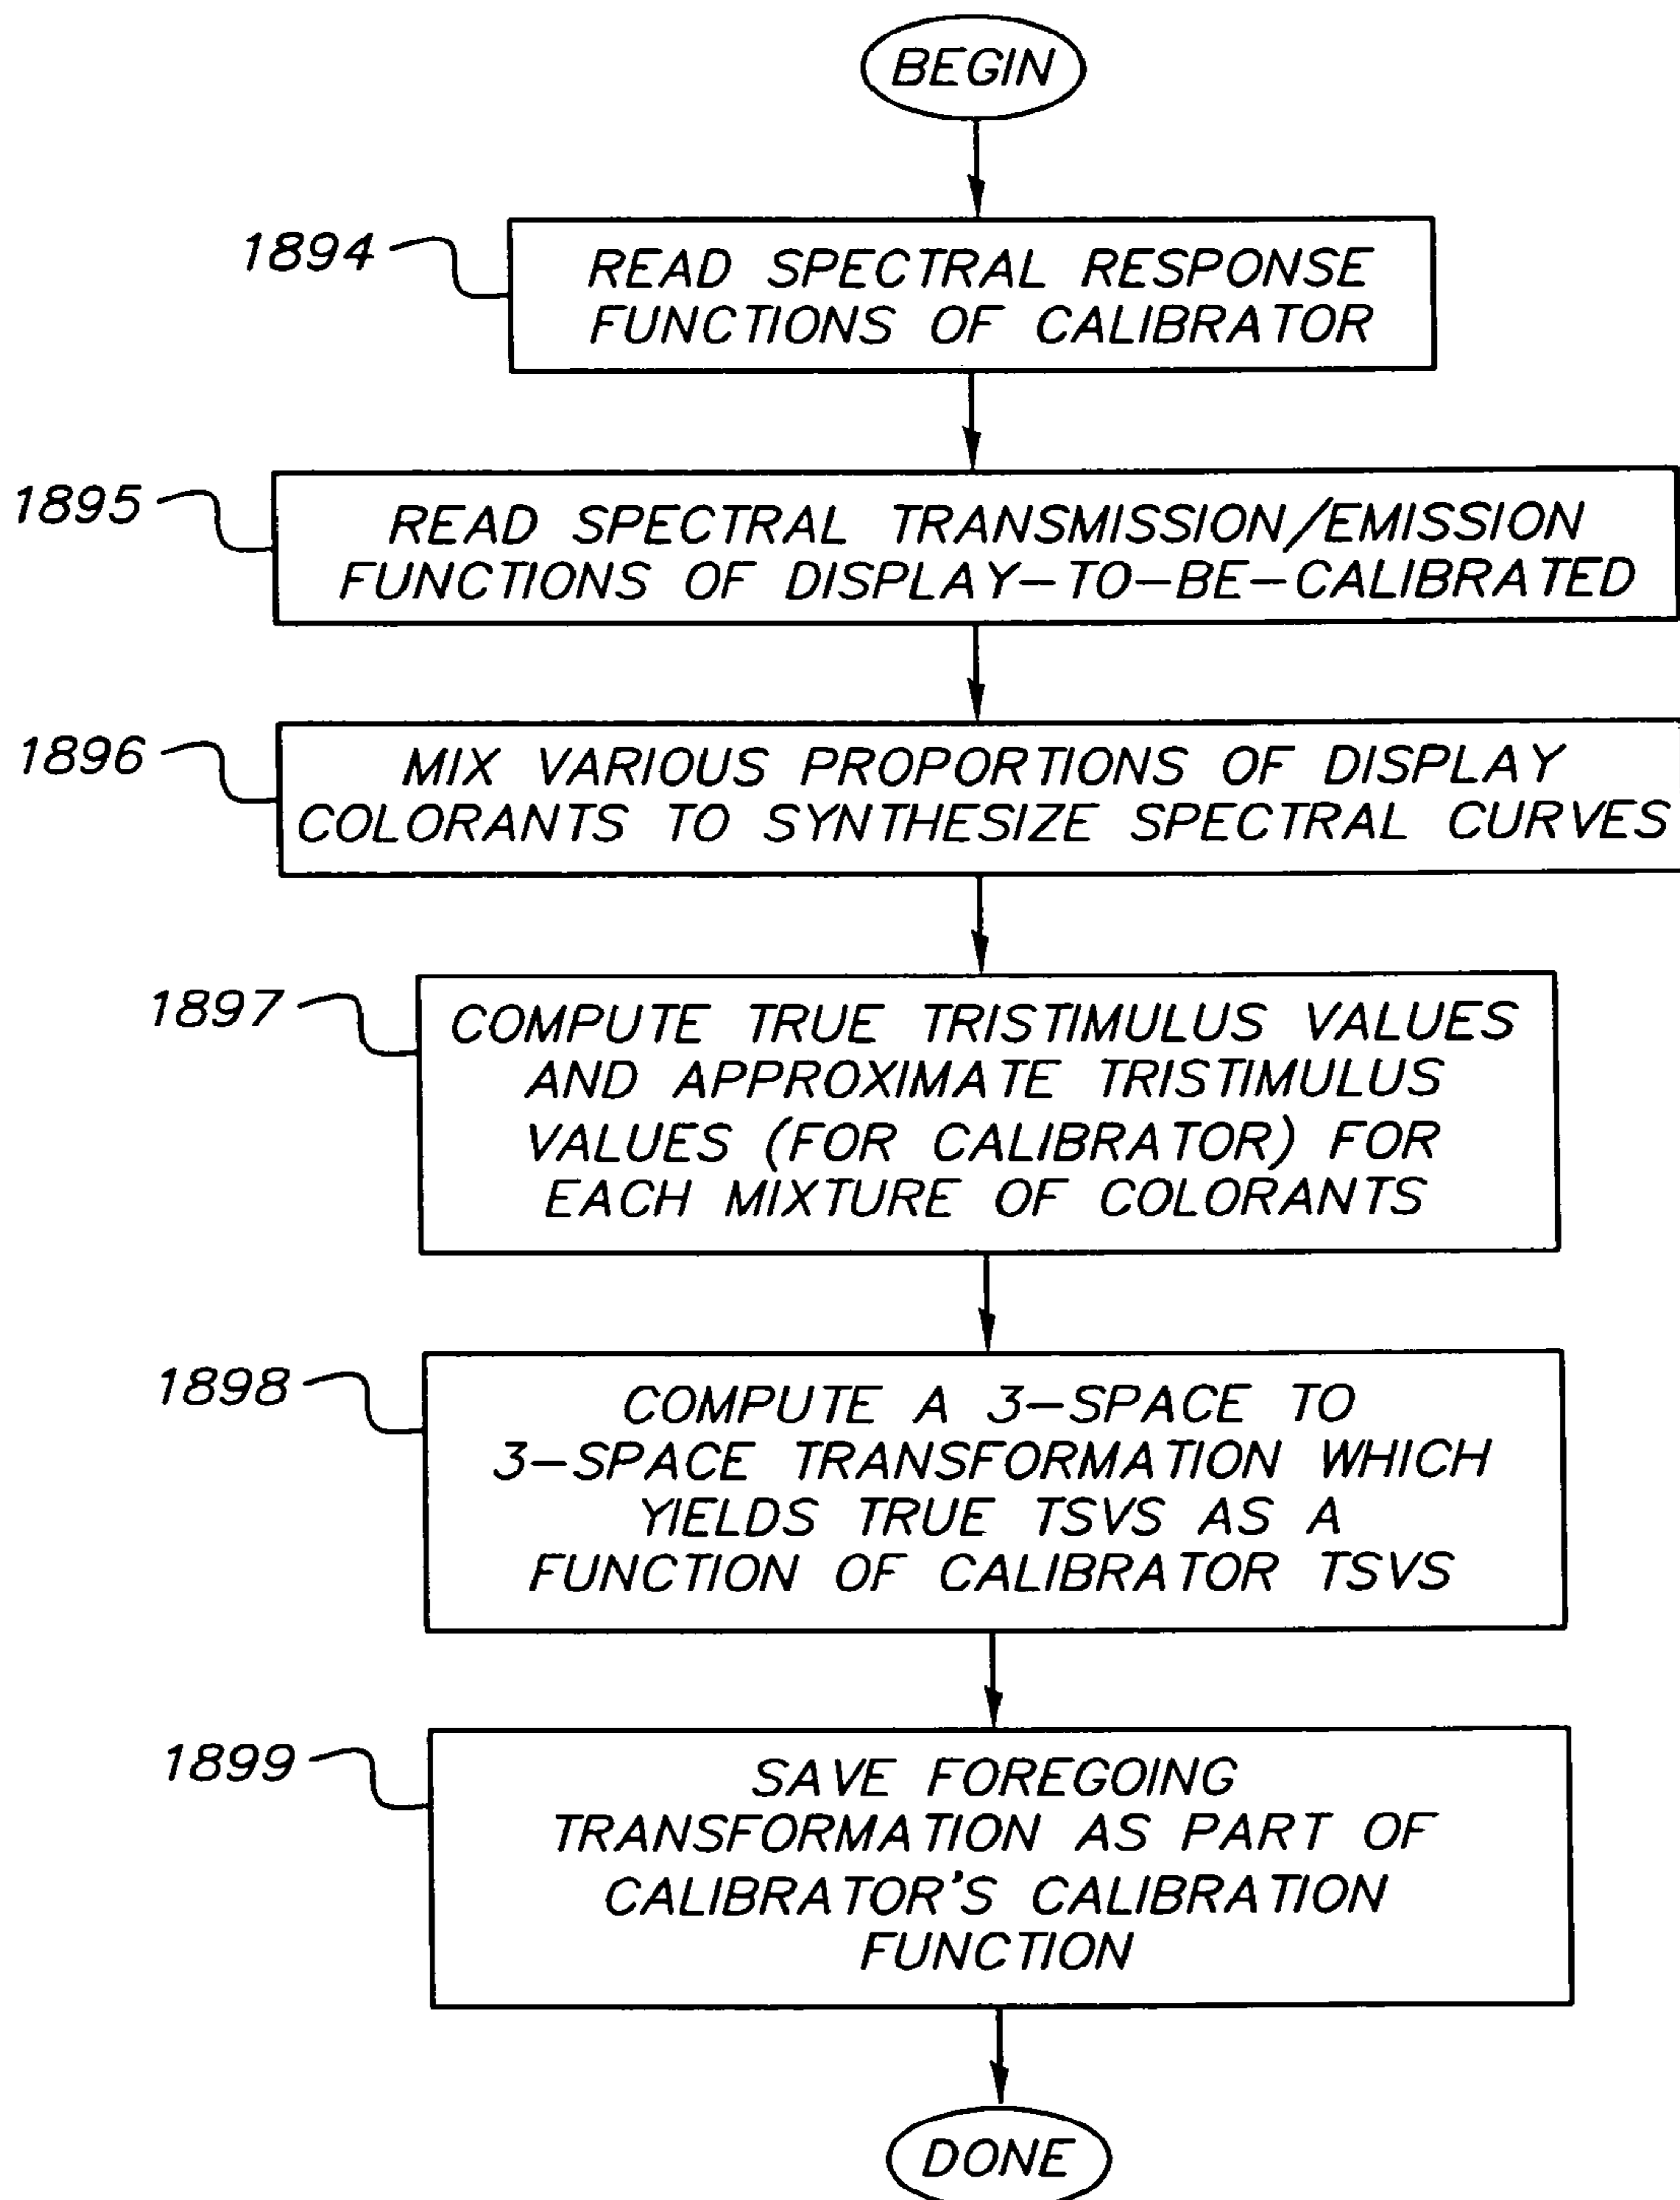 BEGIN
1894
READ SPECTRAL RESPONSE
FUNCTIONS OF CALIBRATOR
1895
READ SPECTRAL TRANSMISSION/EMISSION
FUNCTIONS OF DISPLAY-TO-BE-CALIBRATED
1896
MIX VARIOUS PROPORTIONS OF DISPLAY
COLORANTS TO SYNTHESIZE SPECTRAL CURVES
1897
COMPUTE TRUE TRISTIMULUS VALUES
AND APPROXIMATE TRISTIMULUS
VALUES (FOR CALIBRATOR) FOR
EACH MIXTURE OF COLORANTS
1898
COMPUTE A 3-SPACE TO
3-SPACE TRANSFORMATION WHICH
YIELDS TRUE TSVS AS A
FUNCTION OF CALIBRATOR TSVS
1899
SAVE FOREGOING
TRANSFORMATION AS PART OF
CALIBRATOR'S CALIBRATION
FUNCTION
DONE